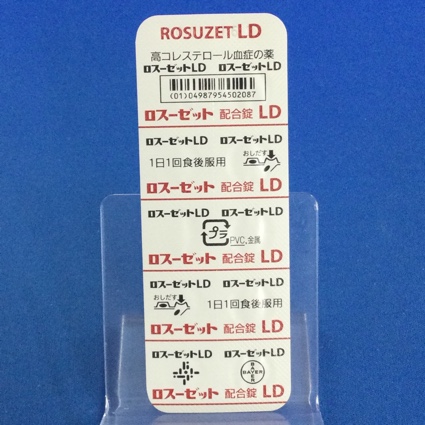 ROSUZET LD
高コレステロール血症の薬
ロスーゼットLD ロスーゼットLD
(01)04987954502087
ロスーゼット 配合錠 LD
ロスーゼットLD ロスーゼットLD
1日1回食後服用 おしだす
ロスーゼット 配合錠 LD
ロスーゼットLD ロスーゼットLD
プラ
PVC,金属
ロスーゼット 配合錠 LD
ロスーゼットLD ロスーゼットLD
おしだす 1日1回食後服用
ロスーゼット 配合錠 LD
ロスーゼットLD ロスーゼットLD
BAYER
BAYER
ロスーゼット 配合錠 LD